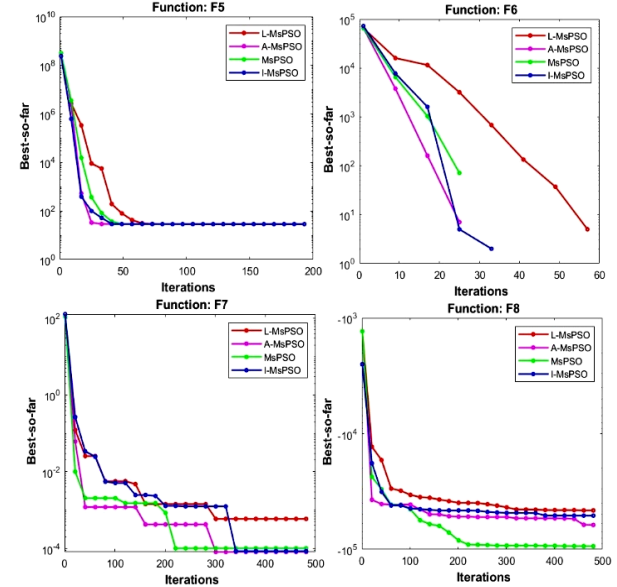 Function: F5
10^10
10^8
10^6
10^4
10^2
10^0
Best-so-far
0 50 100 150 200
Iterations
L-MsPSO
A-MsPSO
MsPSO
I-MsPSO
Function: F6
10^5
10^4
10^3
10^2
10^1
10^0
Best-so-far
0 10 20 30 40 50 60
Iterations
L-MsPSO
A-MsPSO
MsPSO
I-MsPSO
Function: F7
10^2
10^0
10^-2
10^-4
Best-so-far
0 100 200 300 400 500
Iterations
L-MsPSO
A-MsPSO
MsPSO
I-MsPSO
Function: F8
-10^3
-10^4
-10^5
Best-so-far
0 100 200 300 400 500
Iterations
L-MsPSO
A-MsPSO
MsPSO
I-MsPSO